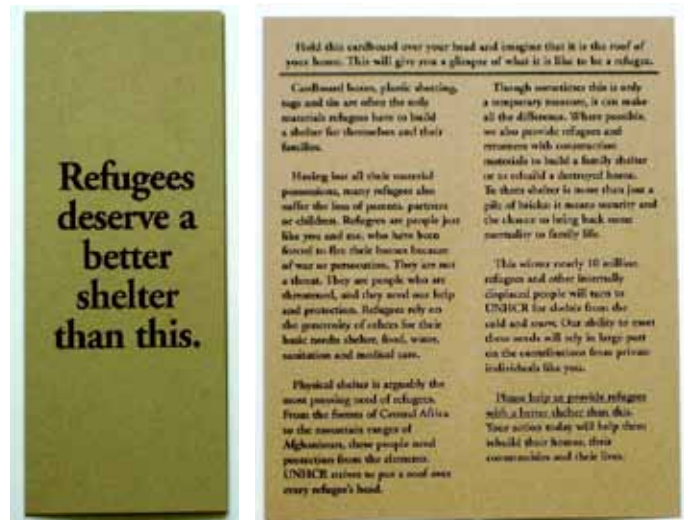 Refugees
deserve a
better
shelter
than this.
Hold this cardboard over your head and imagine that it is the roof of
your home. This will give you a glimpse of what it is like to be a refugee.
Cardboard boxes, plastic sheeting,
rags and tin are often the only
materials refugees have to build
a shelter for themselves and their
families.
Having lost all their material
possessions, many refugees also
suffer the loss of parents, partners
or children. Refugees are people just
like you and me, who have been
forced to flee their homes because
of war or persecution. They are not
a threat. They are people who are
threatened, and they need our help
and protection. Refugees rely on
the generosity of others for their
basic needs: shelter, food, water,
sanitation and medical care.
Physical shelter is arguably the
most pressing need of refugees.
From the forests of Central Africa
to the mountain ranges of
Afghanistan, these people need
protection from the elements.
UNHCR strives to put a roof over
every refugee's head.
Though sometimes this is only
a temporary measure, it can make
all the difference. Where possible,
we also provide refugees and
returnees with construction
materials to build a family shelter
or to rebuild a destroyed home.
To them shelter is more than just a
pile of bricks: it means security and
the chance to bring back some
normality to family life.
This winter nearly 10 million
refugees and other internally
displaced people will turn to
UNHCR for shelter from the
cold and snow. Our ability to meet
these needs will rely in large part
on the contributions from private
individuals like you.
Please help us provide refugees
with a better shelter than this.
Your action today will help them
rebuild their homes, their
communities and their lives.